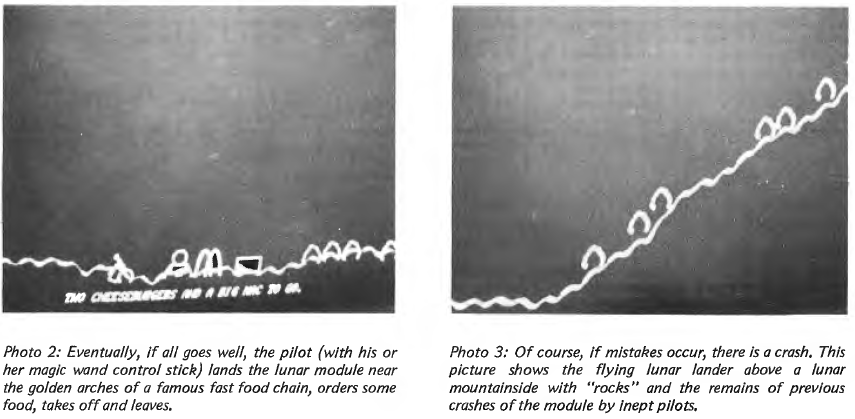 TWO CHEESEBURGERS AND A BIG MAC TO GO.
Photo 2: Eventually, if all goes well, the pilot (with his or
her magic wand control stick) lands the lunar module near
the golden arches of a famous fast food chain, orders some
food, takes off and leaves.
Photo 3: Of course, if mistakes occur, there is a crash. This
picture shows the flying lunar lander above a lunar
mountainside with "rocks" and the remains of previous
crashes of the module by inept pilots.